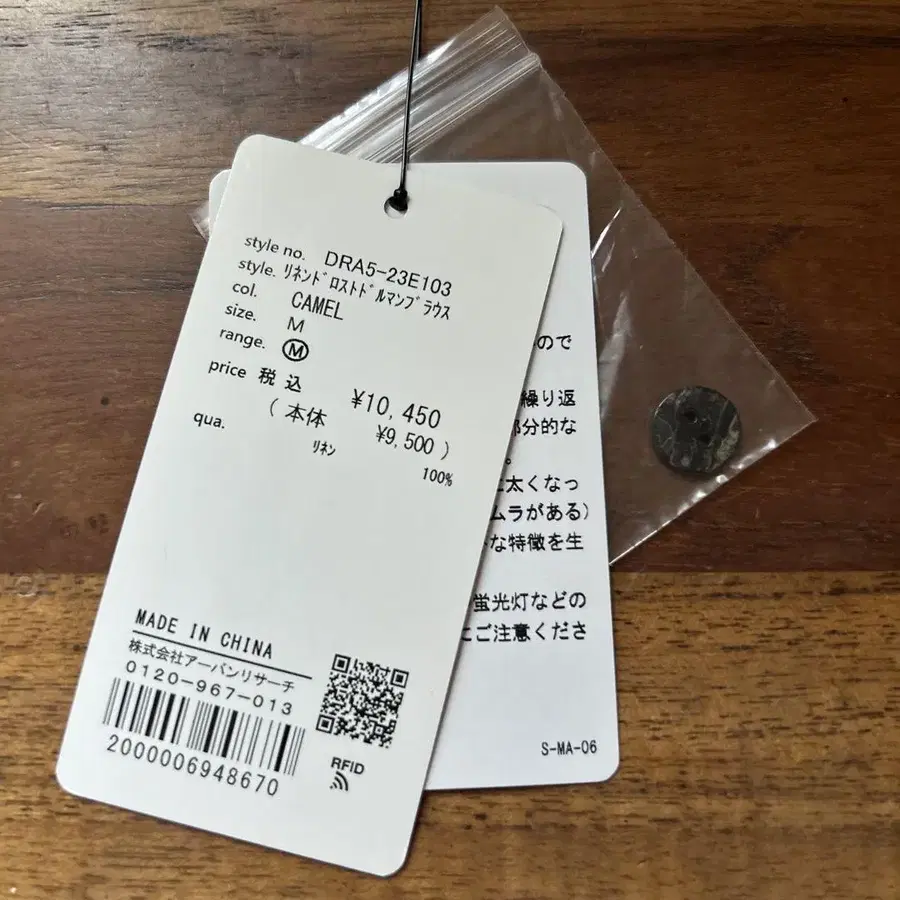 style no. DRA5-23E103
style. ﾘﾈﾝﾄﾞﾛｽﾄﾄﾞﾙﾏﾝﾌﾞﾗｳｽ
col. CAMEL
size. M
range. Ⓜ
price 税込 ¥10,450
(本体 ¥9,500)
qua. ﾘﾈﾝ 100%
MADE IN CHINA
株式会社アーバンリサーチ
0120-967-013
2000006948670
RFID
ので
繰り返
部分的な
。
に太くなっ
ムラがある)
な特徴を生
蛍光灯などの
にご注意くださ
S-MA-06